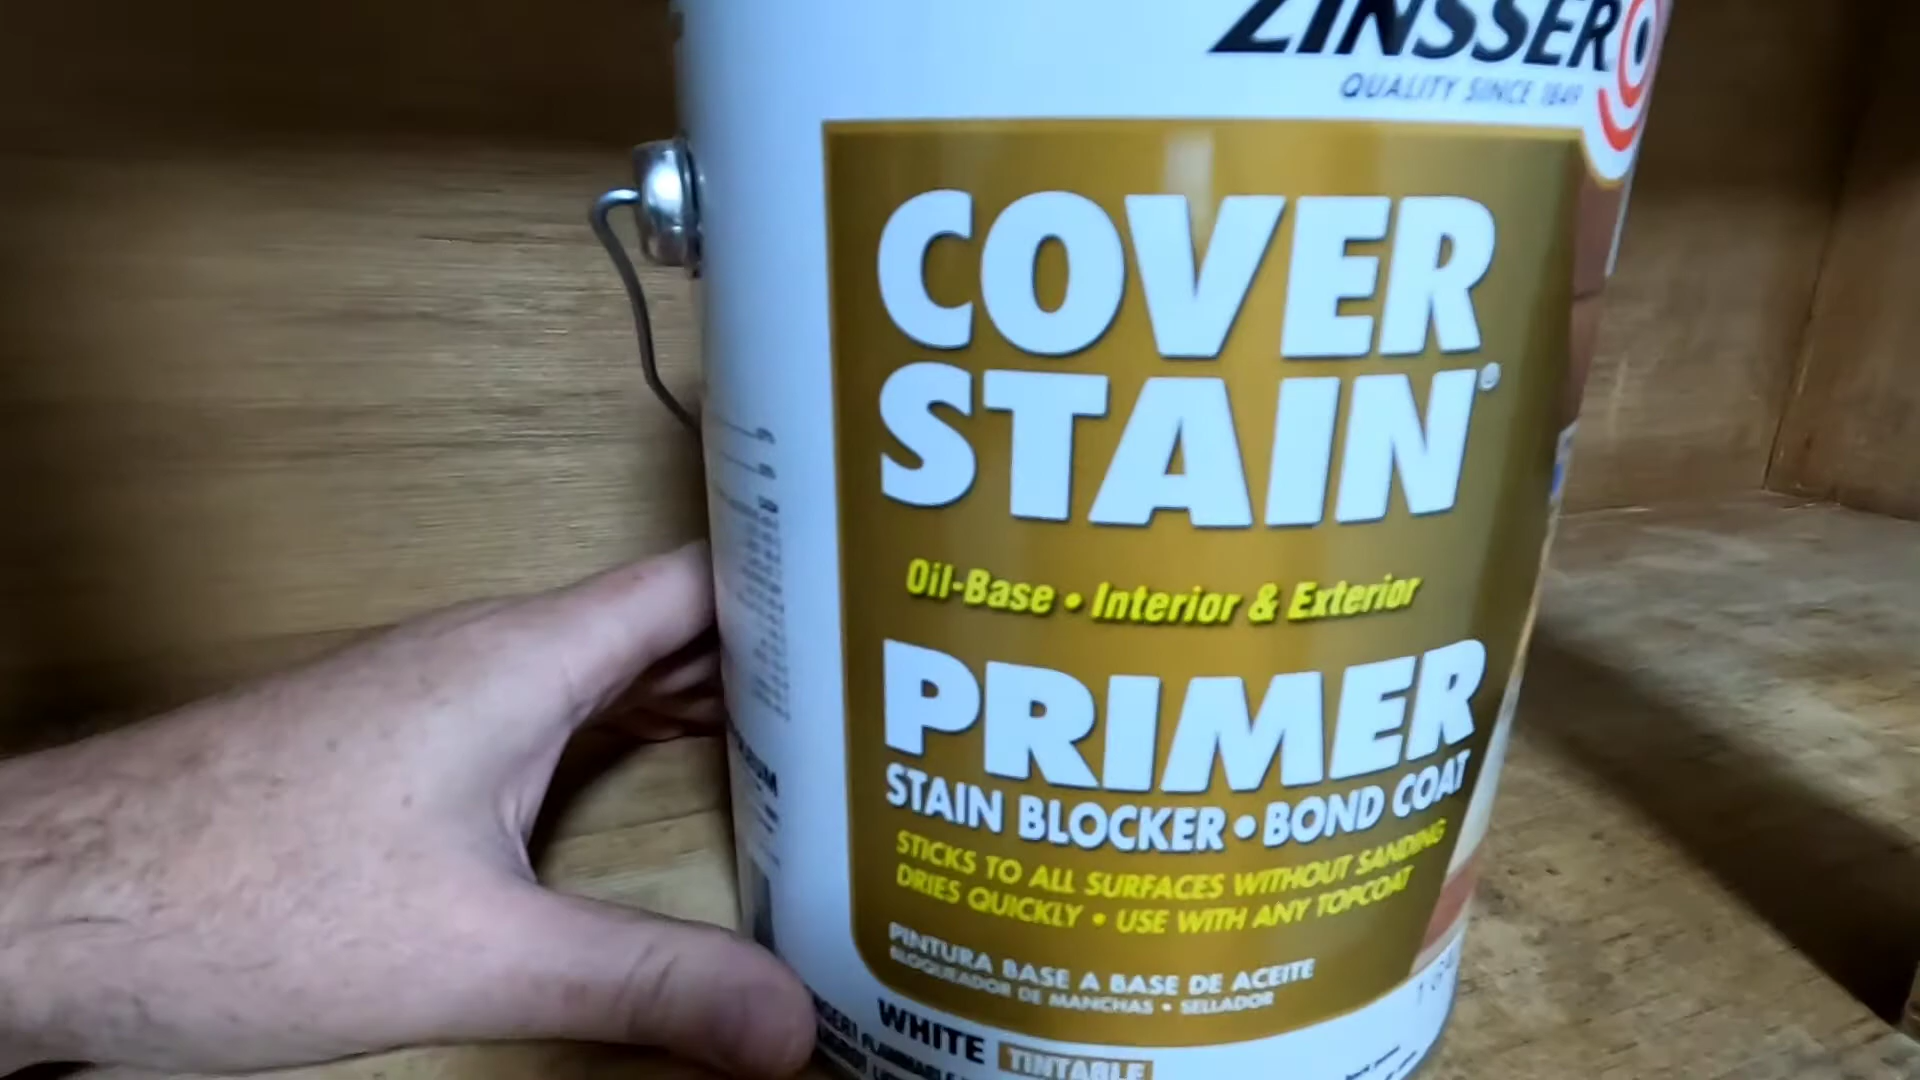 ZINSSER
QUALITY SINCE 1849
COVER
STAIN®
Oil-Base • Interior & Exterior
PRIMER
STAIN BLOCKER • BOND COAT
STICKS TO ALL SURFACES WITHOUT SANDING
DRIES QUICKLY • USE WITH ANY TOPCOAT
PINTURA BASE A BASE DE ACEITE
BLOQUEADOR DE MANCHAS • SELLADOR
WHITE TINTABLE